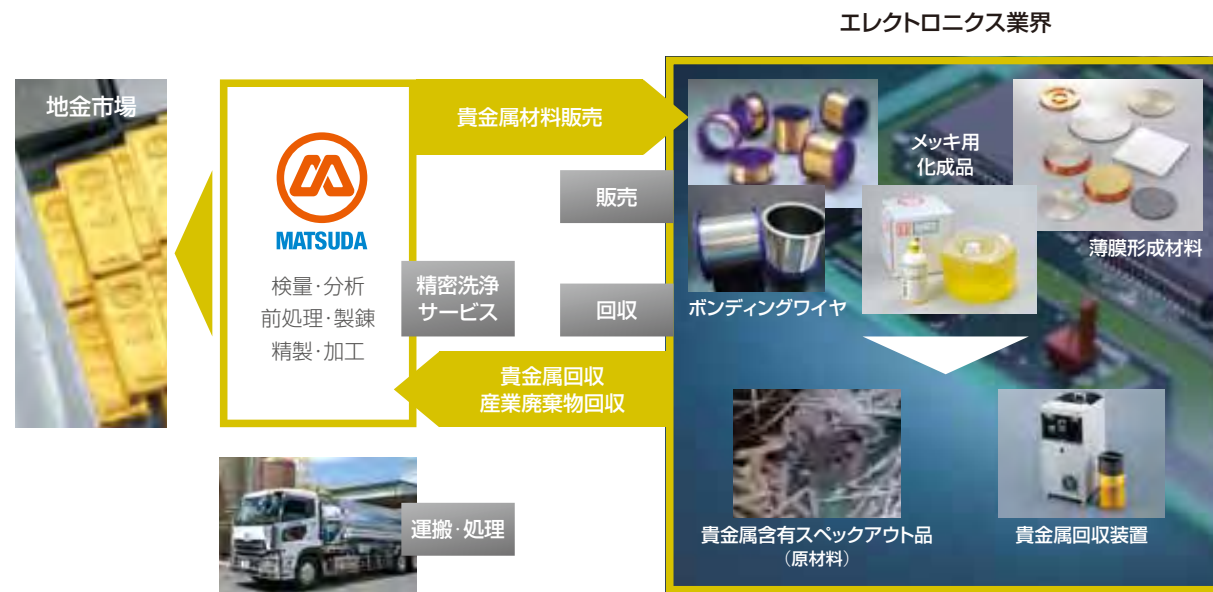 エレクトロニクス業界
地金市場
MATSUDA
検量・分析
前処理・製錬
精製・加工
貴金属材料販売
販売
精密洗浄
サービス
回収
貴金属回収
産業廃棄物回収
運搬・処理
メッキ用
化成品
薄膜形成材料
ボンディングワイヤ
貴金属含有スペックアウト品
（原材料）
貴金属回収装置